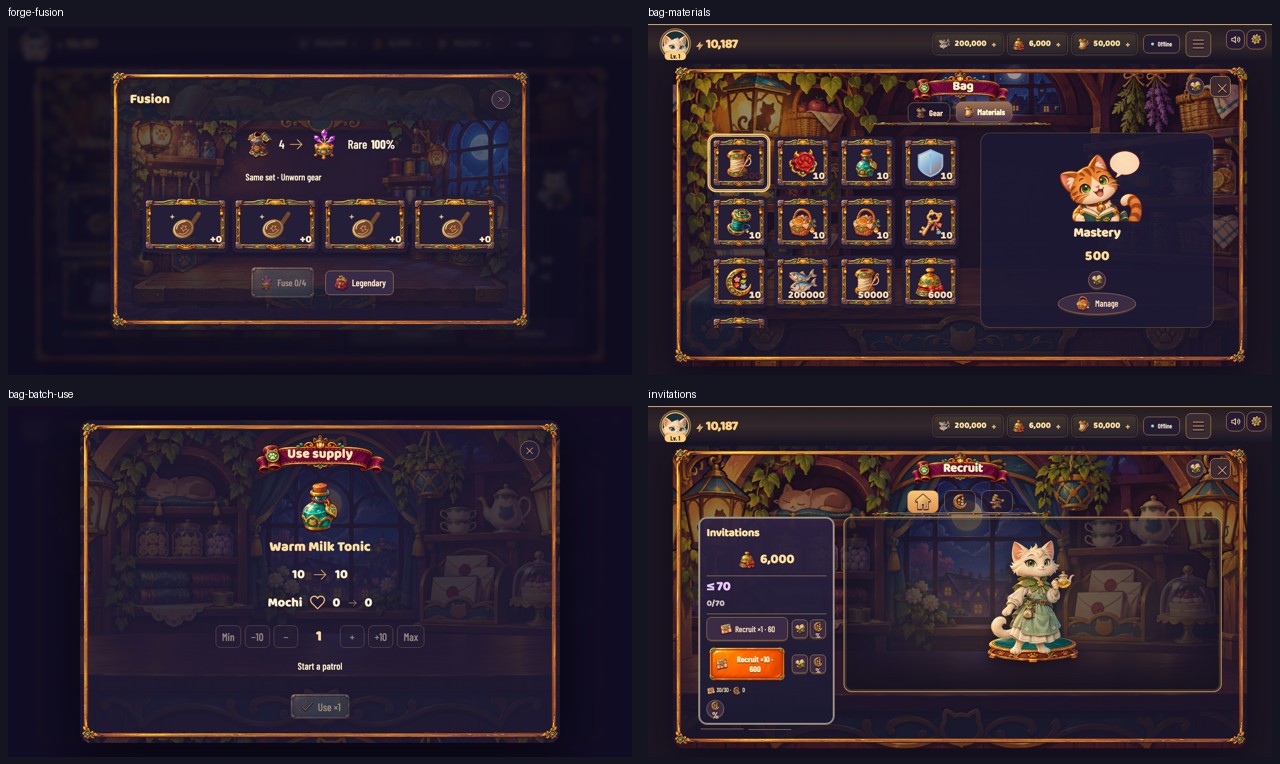 forge-fusion
Fusion
4 → Rare 100%
Same set · Unworn gear
+0 +0 +0 +0
Fuse 0/4
Legendary
bag-materials
Lv. 1
10,187
200,000 +
6,000 +
50,000 +
Offline
Bag
Gear
Materials
10 10 10
10 10 10 10
10 200000 50000 6000
Mastery
500
Manage
bag-batch-use
Use supply
Warm Milk Tonic
10 → 10
Mochi 0 → 0
Min −10 − 1 + +10 Max
Start a patrol
Use ×1
invitations
Lv. 1
10,187
200,000 +
6,000 +
50,000 +
Offline
Recruit
Invitations
6,000
≤ 70
0/70
Recruit ×1 · 60
%
Recruit ×10 ·
600
%
30/30 · 0
%